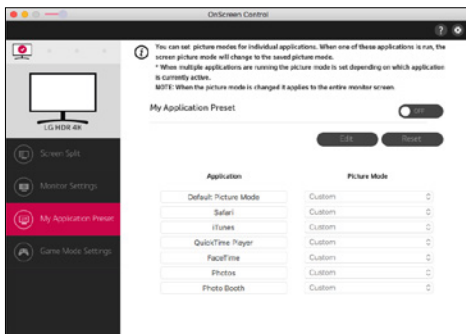 OnScreen Control
?
You can set picture modes for individual applications. When one of these applications is run, the
screen picture mode will change to the saved picture mode.
* When multiple applications are running the picture mode is set depending on which application
is currently active.
NOTE: When the picture mode is changed it applies to the entire monitor screen.
My Application Preset
OFF
Edit Reset
LG HDR 4K
Screen Split
Monitor Settings
My Application Preset
Game Mode Settings
Application Picture Mode
Default Picture Mode Custom
Safari Custom
iTunes Custom
QuickTime Player Custom
FaceTime Custom
Photos Custom
Photo Booth Custom